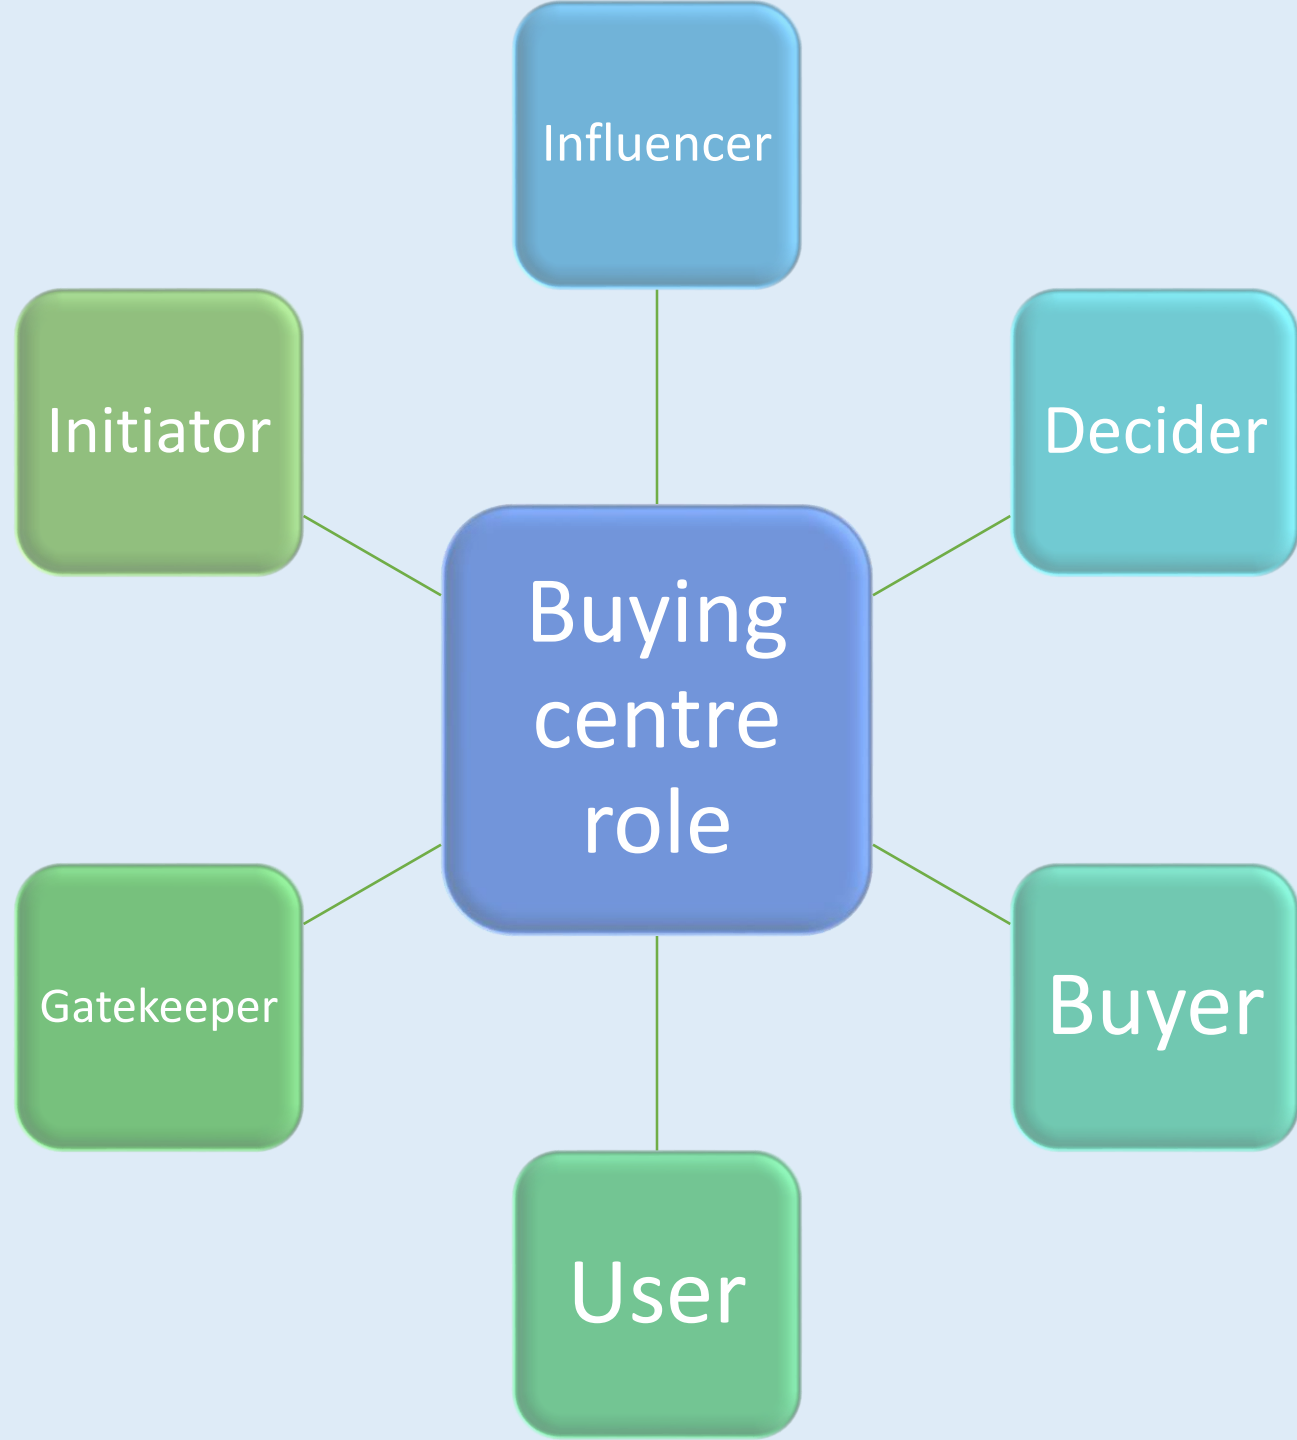 Influencer
Initiator
Decider
Buying
centre
role
Gatekeeper
Buyer
User